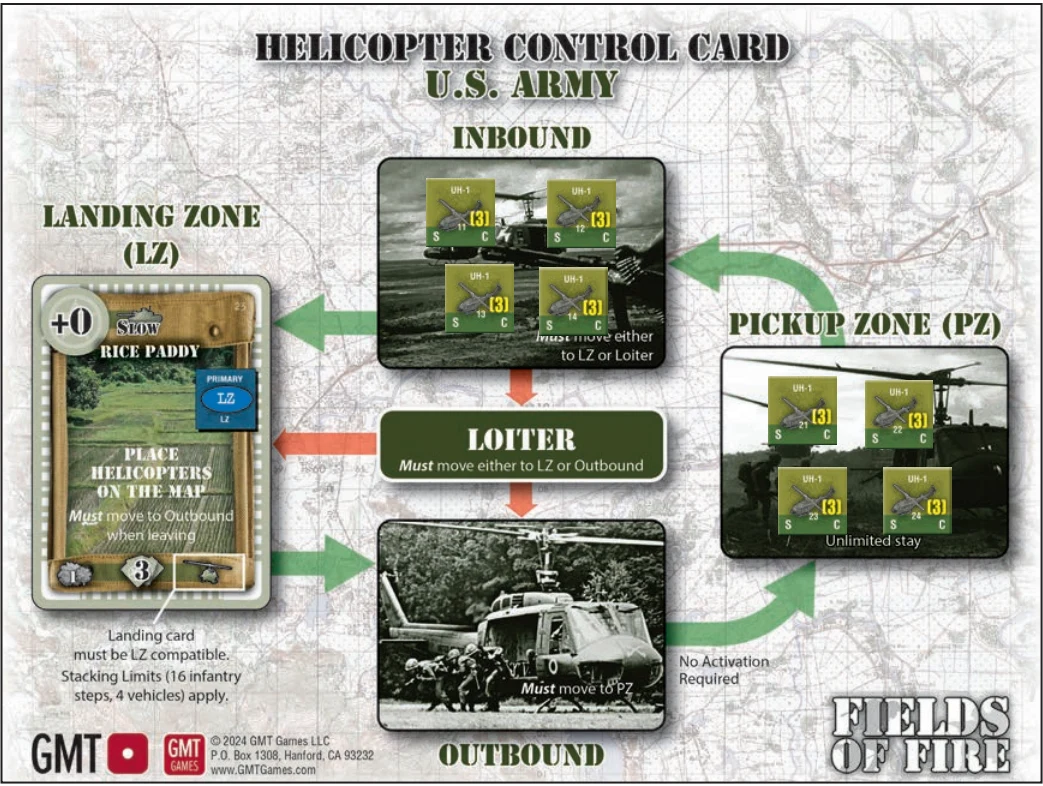 HELICOPTER CONTROL CARD
U.S. ARMY
INBOUND
UH-1
11
(3)
S C
UH-1
12
(3)
S C
UH-1
13
(3)
S C
UH-1
14
(3)
S C
Must move either
to LZ or Loiter
LANDING ZONE
(LZ)
+0
SLOW
RICE PADDY
PRIMARY
LZ
LZ
PLACE
HELICOPTERS
ON THE MAP
Must move to Outbound
when leaving
1
3
Landing card
must be LZ compatible.
Stacking Limits (16 infantry
steps, 4 vehicles) apply.
LOITER
Must move either to LZ or Outbound
PICKUP ZONE (PZ)
UH-1
21
(3)
S C
UH-1
22
(3)
S C
UH-1
23
(3)
S C
UH-1
24
(3)
S C
Unlimited stay
Must move to PZ
OUTBOUND
No Activation
Required
GMT
GMT
GAMES
© 2024 GMT Games LLC
P.O. Box 1308, Hanford, CA 93232
www.GMTGames.com
FIELDS
OF FIRE